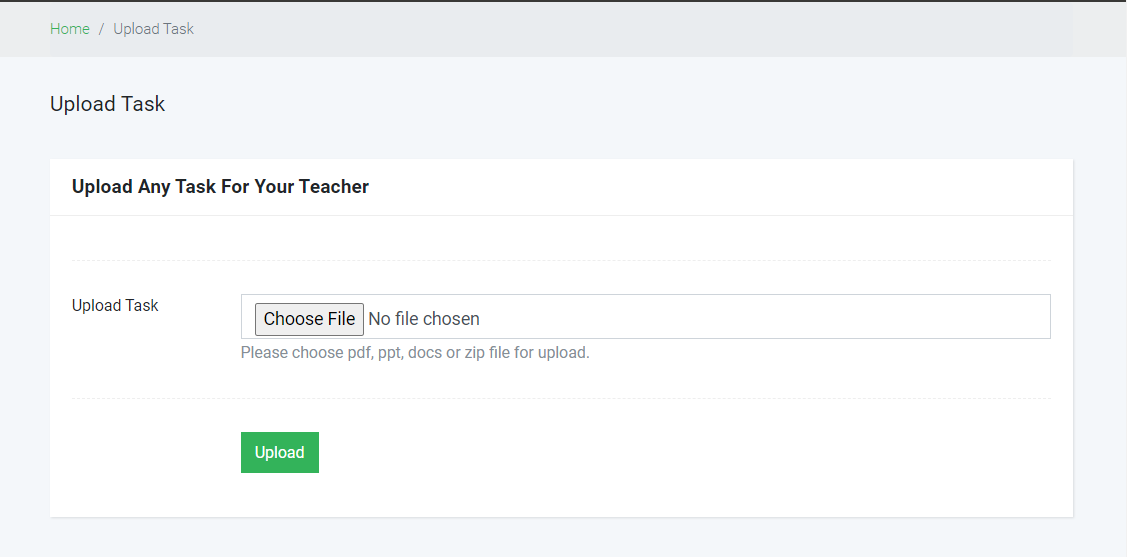 Home / Upload Task
Upload Task
Upload Any Task For Your Teacher
Upload Task
Choose File No file chosen
Please choose pdf, ppt, docs or zip file for upload.
Upload